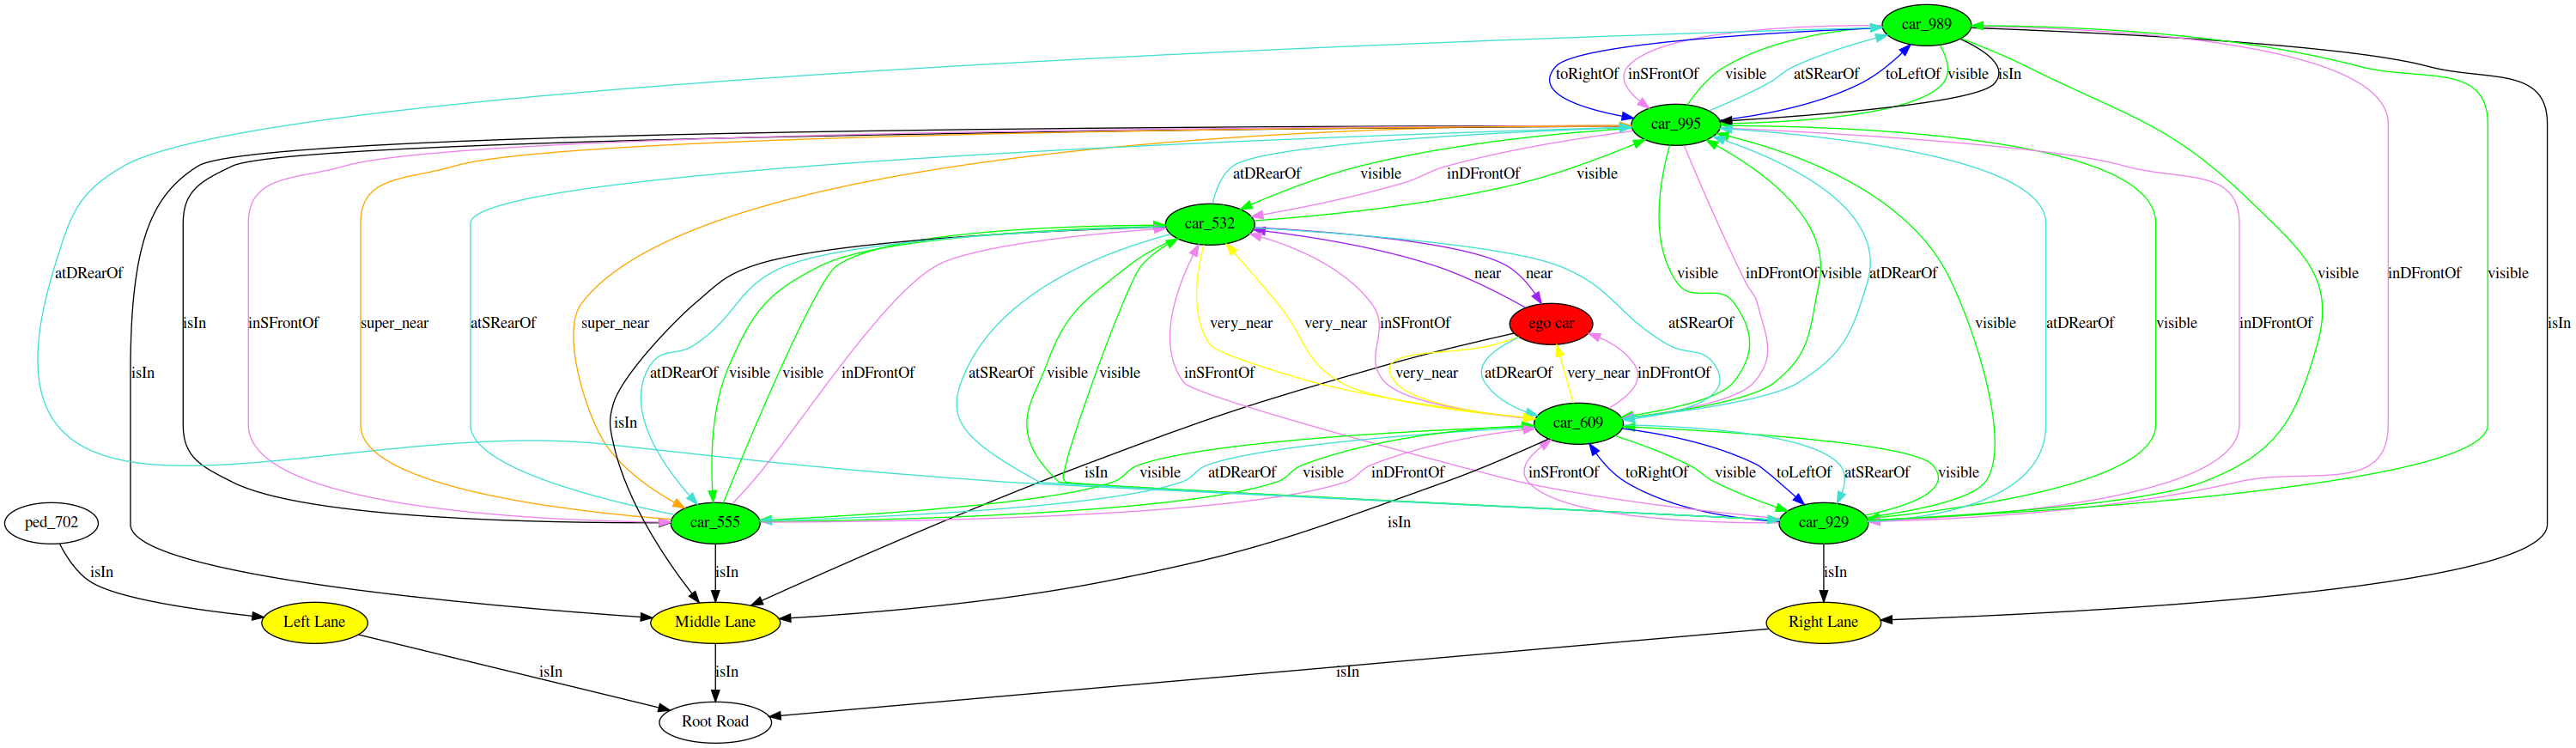 car_989
toRightOf inSFrontOf visible atSRearOf toLeftOf visible isIn
car_995
atDRearOf visible inDFrontOf visible
car_532
atDRearOf near near visible inDFrontOf visible atDRearOf visible inDFrontOf visible
isIn inSFrontOf super_near atSRearOf super_near very_near very_near inSFrontOf ego car atSRearOf visible atDRearOf visible inDFrontOf isIn
isIn atDRearOf visible visible inDFrontOf atSRearOf visible visible inSFrontOf very_near atDRearOf very_near inDFrontOf
isIn car_609
isIn visible atDRearOf visible inDFrontOf inSFrontOf toRightOf visible toLeftOf atSRearOf visible
ped_702 car_555 isIn car_929
isIn isIn isIn
Left Lane Middle Lane Right Lane
isIn isIn isIn
Root Road